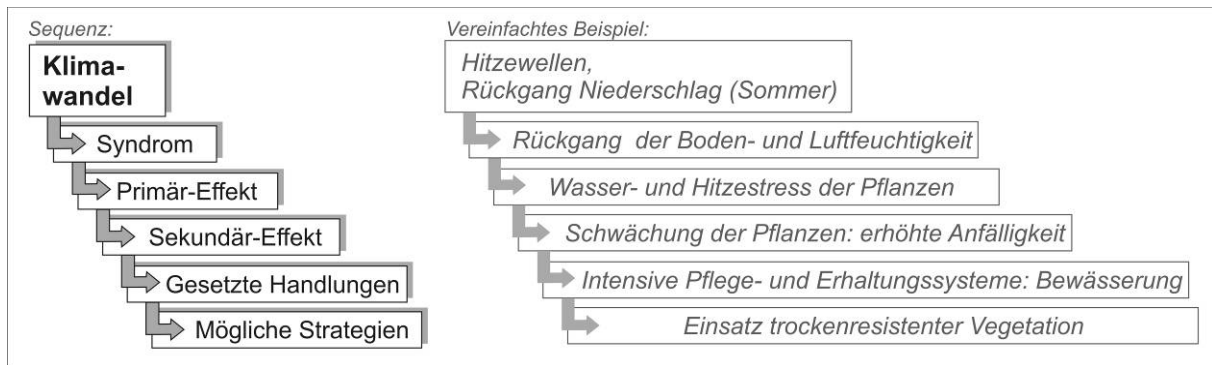 Sequenz:
Klima-
wandel
Syndrom
Primär-Effekt
Sekundär-Effekt
Gesetzte Handlungen
Mögliche Strategien
Vereinfachtes Beispiel:
Hitzewellen,
Rückgang Niederschlag (Sommer)
Rückgang der Boden- und Luftfeuchtigkeit
Wasser- und Hitzestress der Pflanzen
Schwächung der Pflanzen: erhöhte Anfälligkeit
Intensive Pflege- und Erhaltungssysteme: Bewässerung
Einsatz trockenresistenter Vegetation